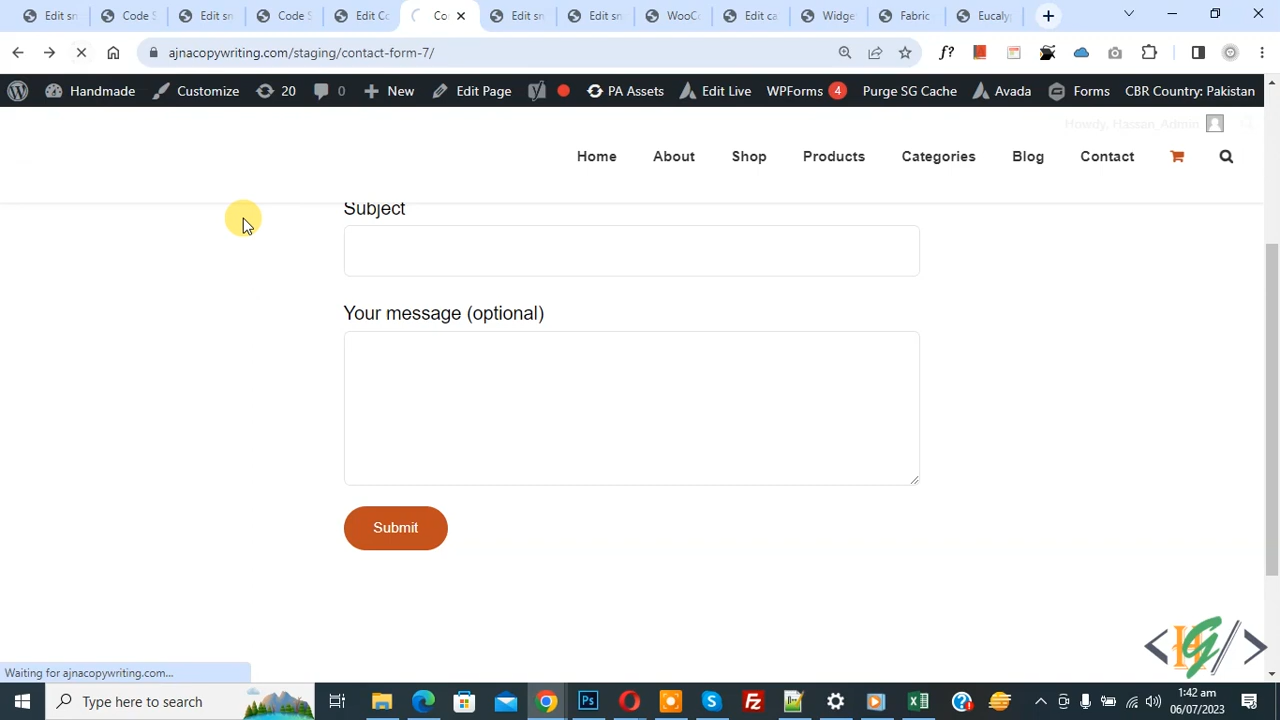 Edit sn
Code S
Edit sn
Code S
Edit Co
Co
Edit sn
Edit sn
WooC
Edit ca
Widge
Fabric
Eucaly
ajnacopywriting.com/staging/contact-form-7/
f?
Handmade
Customize
20
0
New
Edit Page
PA Assets
Edit Live
WPForms 4
Purge SG Cache
Avada
Forms
CBR Country: Pakistan
Howdy, Hassan_Admin
Home
About
Shop
Products
Categories
Blog
Contact
Subject
Your message (optional)
Submit
Waiting for ajnacopywriting.com...
Type here to search
1:42 am
06/07/2023